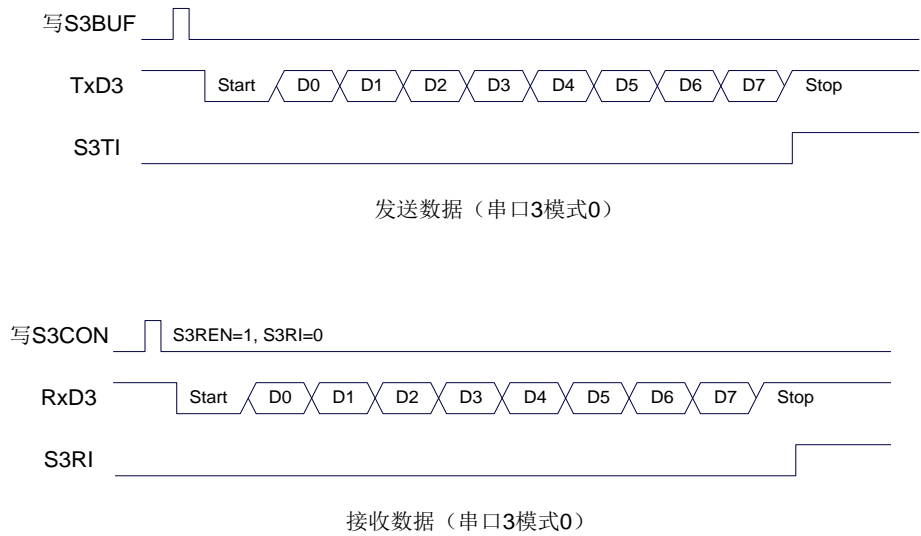 写S3BUF
TxD3 Start D0 D1 D2 D3 D4 D5 D6 D7 Stop
S3TI
发送数据（串口3模式0）
写S3CON S3REN=1, S3RI=0
RxD3 Start D0 D1 D2 D3 D4 D5 D6 D7 Stop
S3RI
接收数据（串口3模式0）